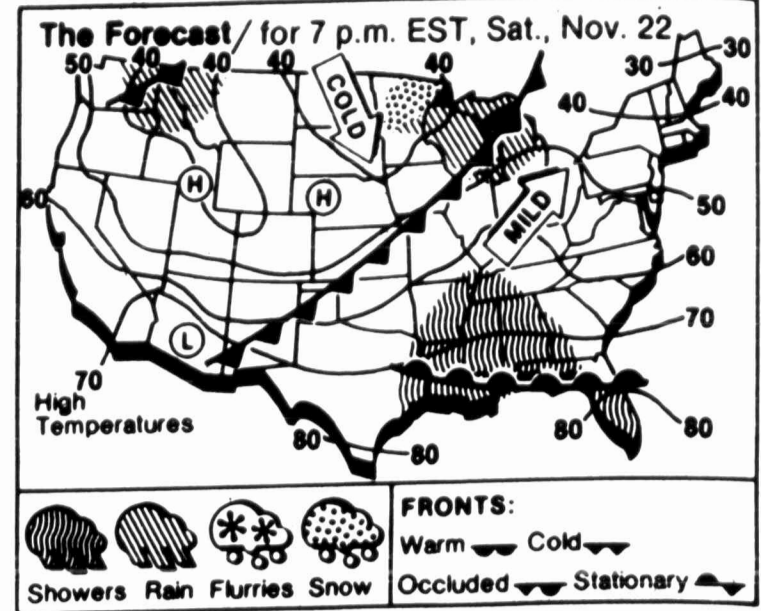 The Forecast / for 7 p.m. EST, Sat., Nov. 22
50 40 40 40 40 30 30
40 40
COLD
H H
60
MILD
50
60
L
70
70
High
Temperatures
80 80
80 80
FRONTS:
Warm Cold
Showers Rain Flurries Snow
Occluded Stationary